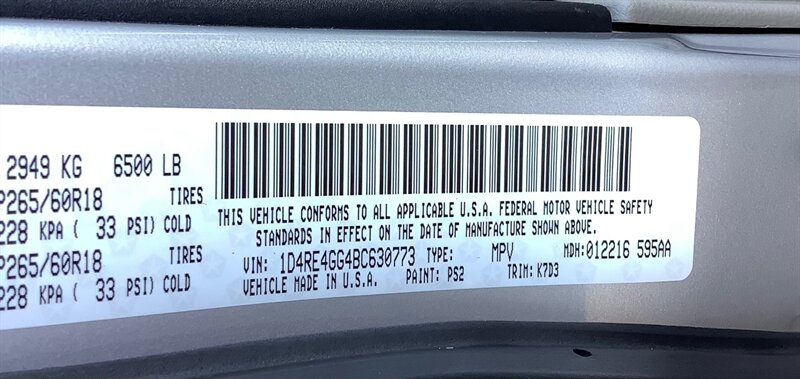 2949 KG 6500 LB
P265/60R18 TIRES
228 KPA ( 33 PSI) COLD
P265/60R18 TIRES
228 KPA ( 33 PSI) COLD
THIS VEHICLE CONFORMS TO ALL APPLICABLE U.S.A. FEDERAL MOTOR VEHICLE SAFETY
STANDARDS IN EFFECT ON THE DATE OF MANUFACTURE SHOWN ABOVE.
VIN: 1D4RE4GG4BC630773 TYPE: MPV MDH:012216 595AA
VEHICLE MADE IN U.S.A. PAINT: PS2 TRIM: K7D3